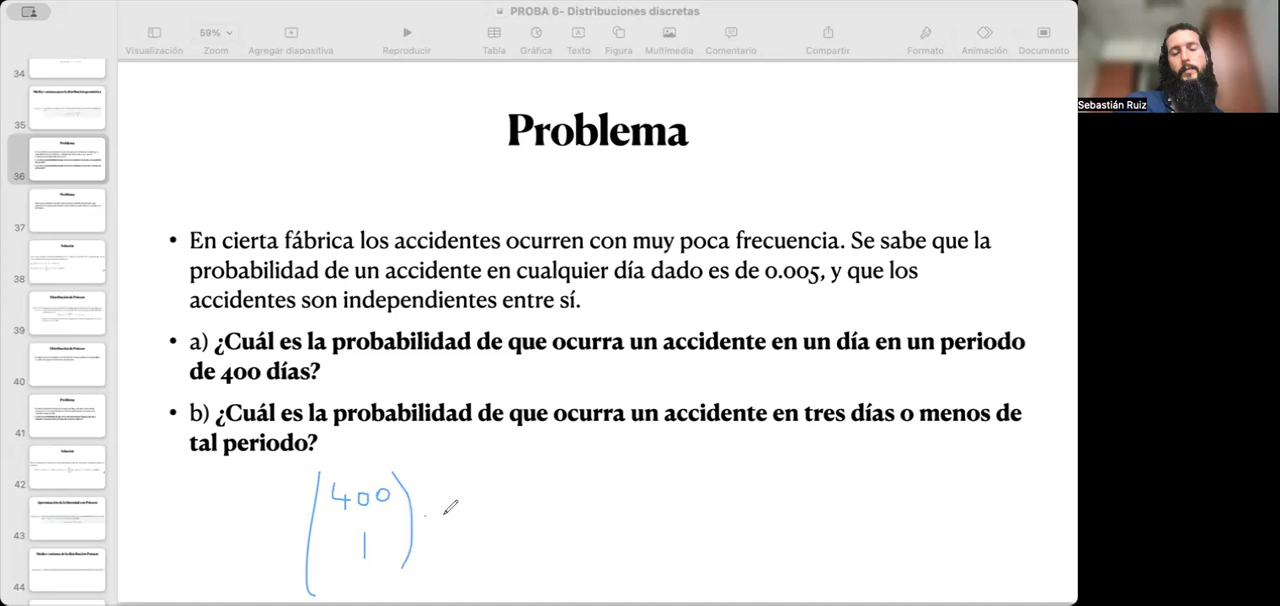 PROBA 6- Distribuciones discretas
59%
Visualización
Zoom
Agregar diapositiva
Reproducir
Tabla
Gráfica
Texto
Figura
Multimedia
Comentario
Compartir
Formato
Animación
Documento
34
35
36
37
38
39
40
41
42
43
44
Problema
• En cierta fábrica los accidentes ocurren con muy poca frecuencia. Se sabe que la
probabilidad de un accidente en cualquier día dado es de 0.005, y que los
accidentes son independientes entre sí.
• a) ¿Cuál es la probabilidad de que ocurra un accidente en un día en un periodo
de 400 días?
• b) ¿Cuál es la probabilidad de que ocurra un accidente en tres días o menos de
tal periodo?
(400
1)
Sebastián Ruiz